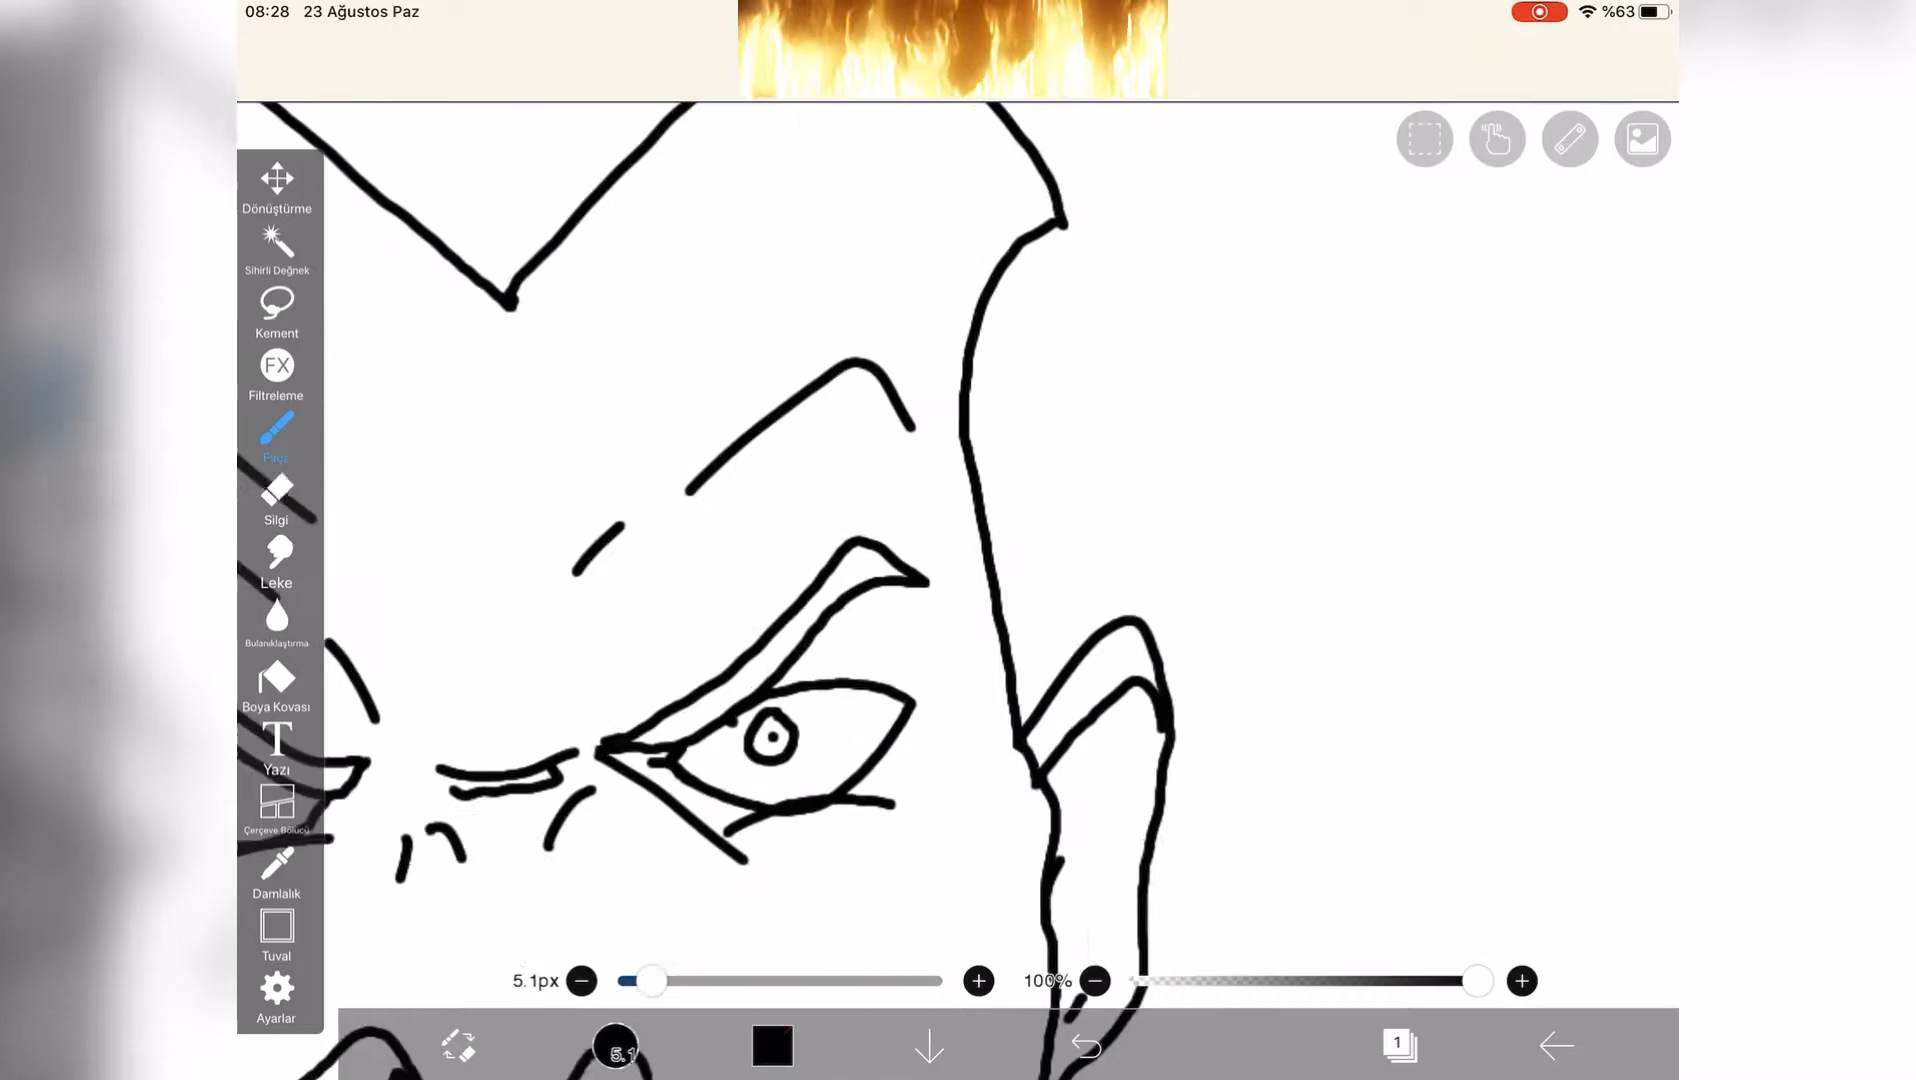 08:28 23 Ağustos Paz
%63
Dönüştürme
Sihirli Değnek
Kement
FX
Filtreleme
Fırça
Silgi
Leke
Bulanıklaştırma
Boya Kovası
T
Yazı
Çerçeve Bölücü
Damlalık
Tuval
Ayarlar
5.1px
100%
5.1
1